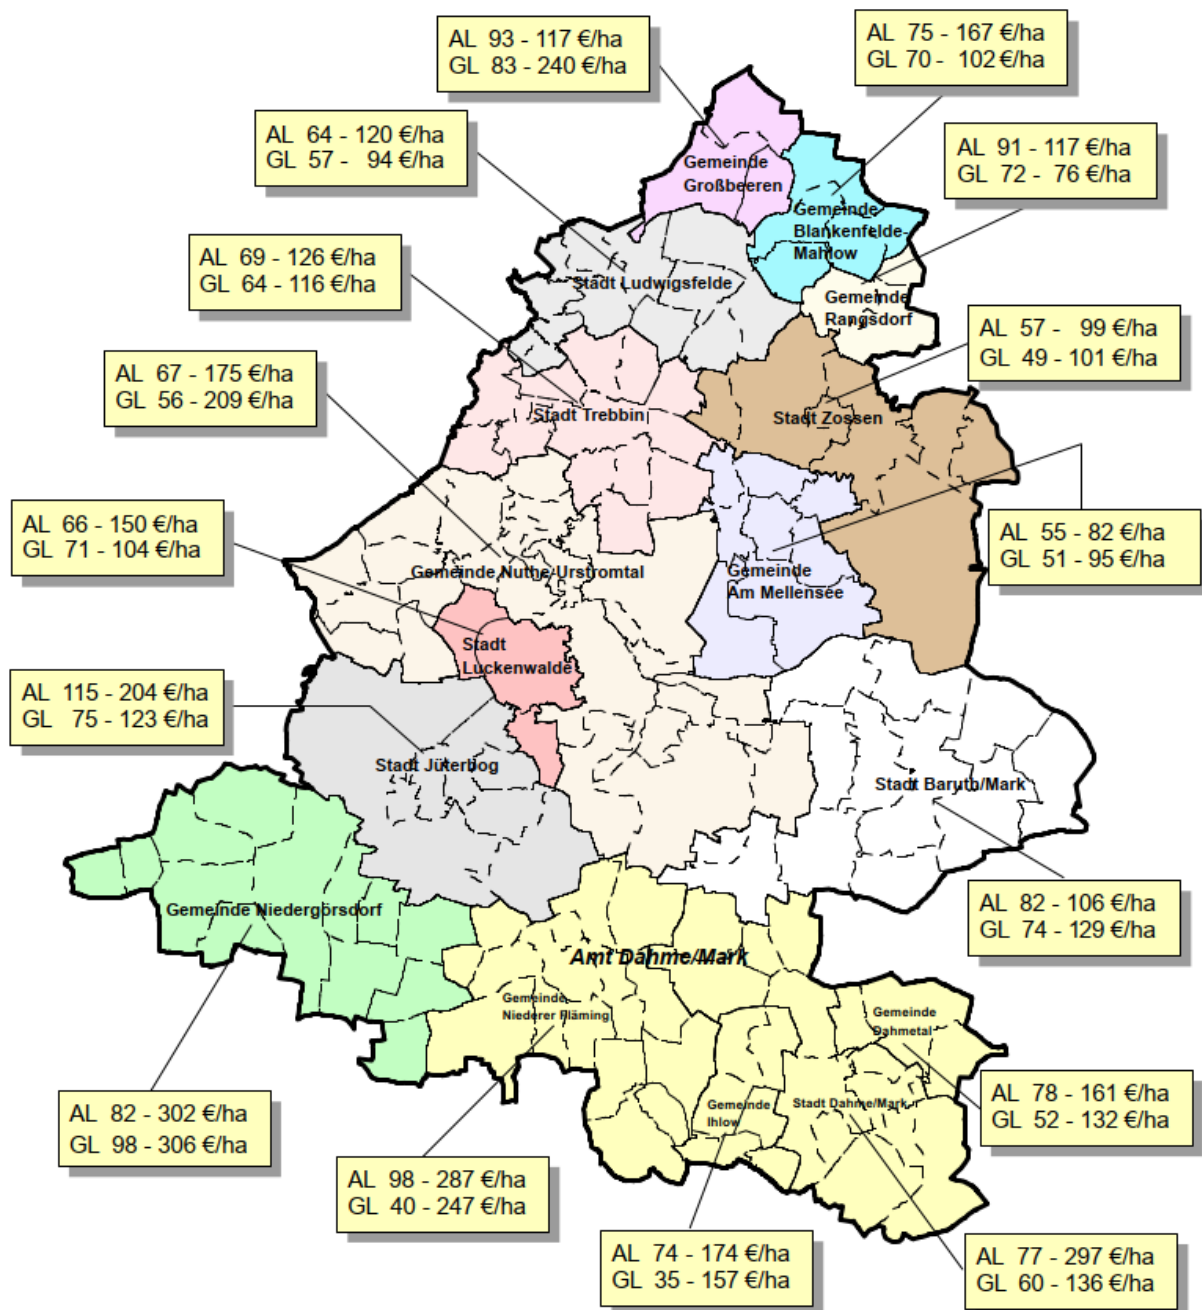 AL 93 - 117 €/ha
GL 83 - 240 €/ha
AL 75 - 167 €/ha
GL 70 - 102 €/ha
AL 64 - 120 €/ha
GL 57 - 94 €/ha
AL 91 - 117 €/ha
GL 72 - 76 €/ha
Gemeinde
Großbeeren
Gemeinde
Blankenfelde-
Mahlow
AL 69 - 126 €/ha
GL 64 - 116 €/ha
Stadt Ludwigsfelde
Gemeinde
Rangsdorf
AL 57 - 99 €/ha
GL 49 - 101 €/ha
AL 67 - 175 €/ha
GL 56 - 209 €/ha
Stadt Trebbin
Stadt Zossen
AL 66 - 150 €/ha
GL 71 - 104 €/ha
AL 55 - 82 €/ha
GL 51 - 95 €/ha
Gemeinde Nuthe-Urstromtal
Gemeinde
Am Mellensee
Stadt
Luckenwalde
AL 115 - 204 €/ha
GL 75 - 123 €/ha
Stadt Jüterbog
Stadt Baruth/Mark
AL 82 - 106 €/ha
GL 74 - 129 €/ha
Gemeinde Niedergörsdorf
Amt Dahme/Mark
Gemeinde
Niederer Fläming
Gemeinde
Dahmetal
AL 82 - 302 €/ha
GL 98 - 306 €/ha
Gemeinde
Ihlow
Stadt Dahme/Mark
AL 78 - 161 €/ha
GL 52 - 132 €/ha
AL 98 - 287 €/ha
GL 40 - 247 €/ha
AL 74 - 174 €/ha
GL 35 - 157 €/ha
AL 77 - 297 €/ha
GL 60 - 136 €/ha